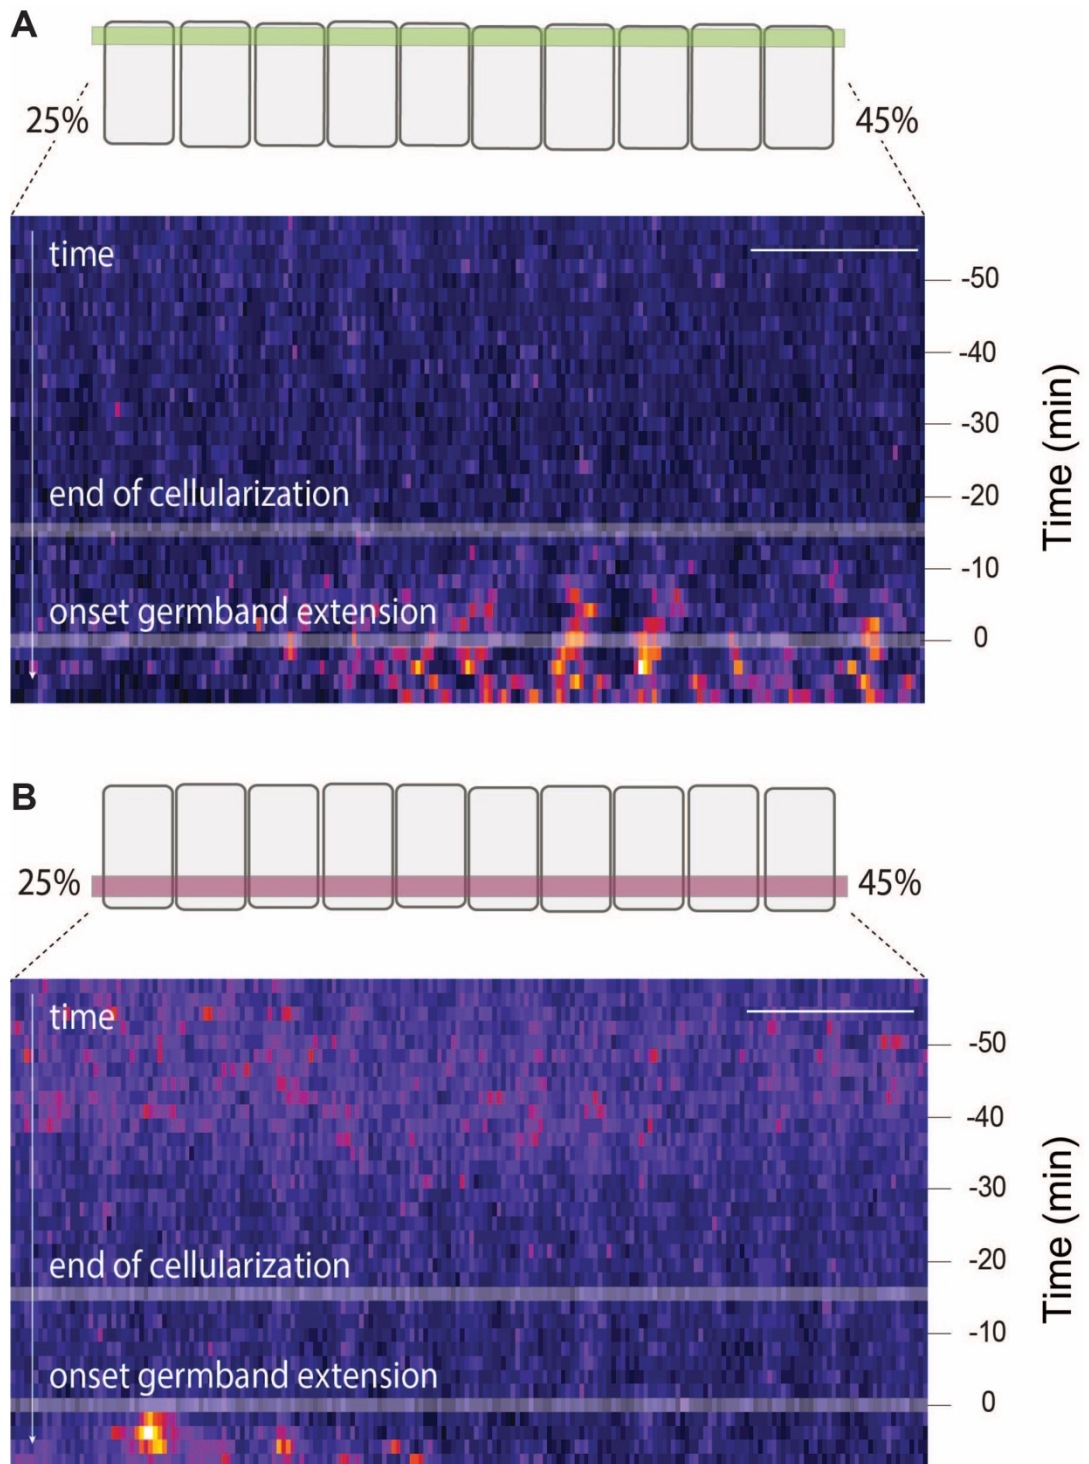 A
25%
45%
time
-50
-40
-30
end of cellularization
-20
-10
onset germband extension
0
Time (min)
B
25%
45%
time
-50
-40
-30
end of cellularization
-20
-10
onset germband extension
0
Time (min)